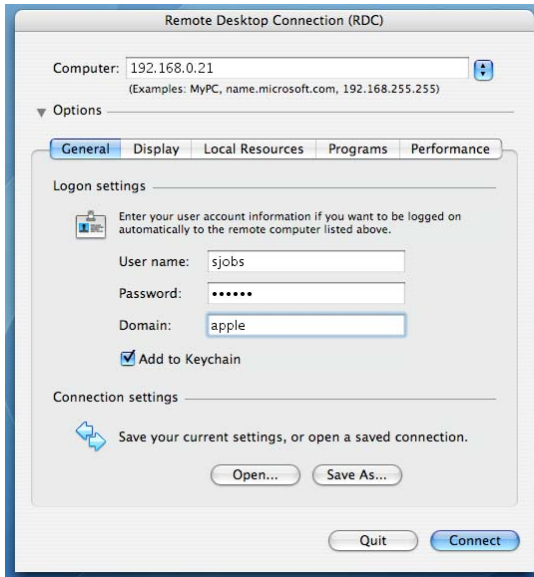 Remote Desktop Connection (RDC)
Computer: 192.168.0.21
(Examples: MyPC, name.microsoft.com, 192.168.255.255)
Options
General Display Local Resources Programs Performance
Logon settings
Enter your user account information if you want to be logged on
automatically to the remote computer listed above.
User name: sjobs
Password: ••••••
Domain: apple
Add to Keychain
Connection settings
Save your current settings, or open a saved connection.
Open... Save As...
Quit Connect